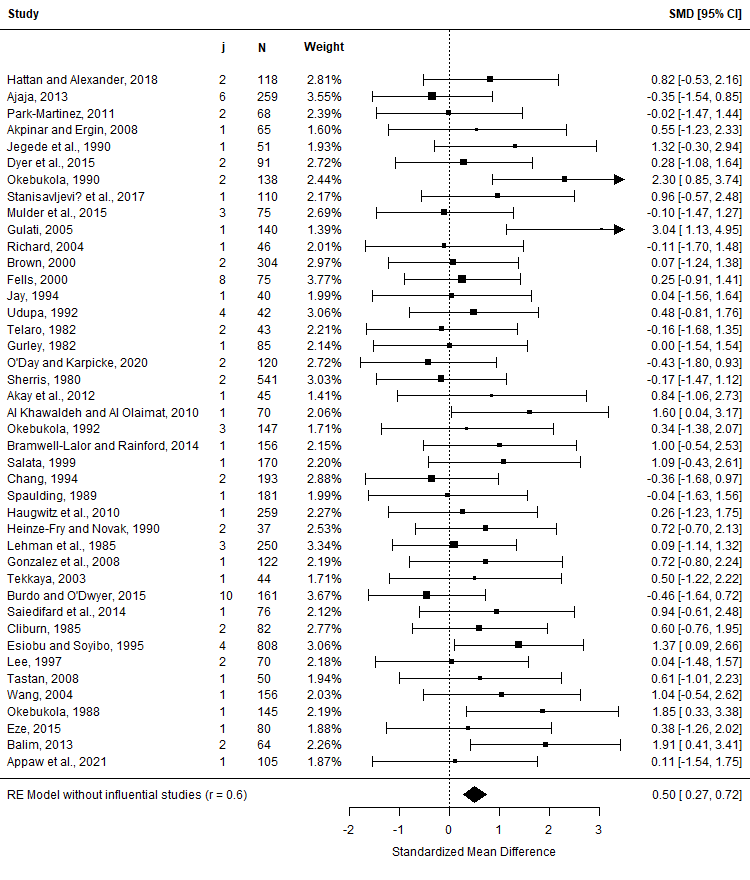 Study SMD [95% CI]
j N Weight
Hattan and Alexander, 2018 2 118 2.81% 0.82 [-0.53, 2.16]
Ajaja, 2013 6 259 3.55% -0.35 [-1.54, 0.85]
Park-Martinez, 2011 2 68 2.39% -0.02 [-1.47, 1.44]
Akpinar and Ergin, 2008 1 65 1.60% 0.55 [-1.23, 2.33]
Jegede et al., 1990 1 51 1.93% 1.32 [-0.30, 2.94]
Dyer et al., 2015 2 91 2.72% 0.28 [-1.08, 1.64]
Okebukola, 1990 2 138 2.44% 2.30 [ 0.85, 3.74]
Stanisavljevi? et al., 2017 1 110 2.17% 0.96 [-0.57, 2.48]
Mulder et al., 2015 3 75 2.69% -0.10 [-1.47, 1.27]
Gulati, 2005 1 140 1.39% 3.04 [ 1.13, 4.95]
Richard, 2004 1 46 2.01% -0.11 [-1.70, 1.48]
Brown, 2000 2 304 2.97% 0.07 [-1.24, 1.38]
Fells, 2000 8 75 3.77% 0.25 [-0.91, 1.41]
Jay, 1994 1 40 1.99% 0.04 [-1.56, 1.64]
Udupa, 1992 4 42 3.06% 0.48 [-0.81, 1.76]
Telaro, 1982 2 43 2.21% -0.16 [-1.68, 1.35]
Gurley, 1982 1 85 2.11% 0.00 [-1.54, 1.54]
O'Day and Karpicke, 2020 2 120 2.72% -0.43 [-1.80, 0.93]
Sherris, 1980 2 541 3.03% -0.17 [-1.47, 1.12]
Akay et al., 2012 1 45 1.44% 0.84 [-1.06, 2.73]
Al Khawaldeh and Al Olaimat, 2010 1 70 2.06% 1.60 [ 0.04, 3.17]
Okebukola, 1992 3 147 2.14% 0.34 [-1.38, 2.07]
Bramwell-Lalor and Rainford, 2014 1 156 2.15% 1.00 [-0.54, 2.53]
Salata, 1999 1 170 2.20% 1.09 [-0.43, 2.61]
Chang, 1994 2 193 2.88% -0.36 [-1.68, 0.97]
Spaulding, 1989 1 181 1.99% -0.04 [-1.63, 1.56]
Haugwitz et al., 2010 1 259 2.27% 0.26 [-1.23, 1.75]
Heinze-Fry and Novak, 1990 2 37 2.53% 0.72 [-0.70, 2.13]
Lehman et al., 1985 3 250 3.34% 0.09 [-1.14, 1.32]
Gonzalez et al., 2008 1 122 2.19% 0.72 [-0.80, 2.24]
Tekkaya, 2003 1 44 1.71% 0.50 [-1.22, 2.22]
Burdo and O'Dwyer, 2015 10 161 3.67% -0.46 [-1.64, 0.72]
Saiedifard et al., 2014 1 76 2.12% 0.94 [-0.61, 2.48]
Cliburn, 1985 2 82 2.77% 0.60 [-0.76, 1.95]
Esiobu and Soyibo, 1995 4 808 3.06% 1.37 [ 0.09, 2.66]
Lee, 1997 2 70 2.18% 0.04 [-1.48, 1.57]
Tastan, 2008 1 50 1.94% 0.61 [-1.01, 2.23]
Wang, 2004 1 156 2.03% 1.04 [-0.54, 2.62]
Okebukola, 1988 1 145 2.19% 1.85 [ 0.33, 3.38]
Eze, 2015 1 80 1.88% 0.38 [-1.26, 2.02]
Balim, 2013 2 64 2.26% 1.91 [ 0.41, 3.41]
Appaw et al., 2021 1 105 1.87% 0.11 [-1.54, 1.75]
RE Model without influential studies (r = 0.6) 0.50 [ 0.27, 0.72]
-2 -1 0 1 2 3
Standardized Mean Difference